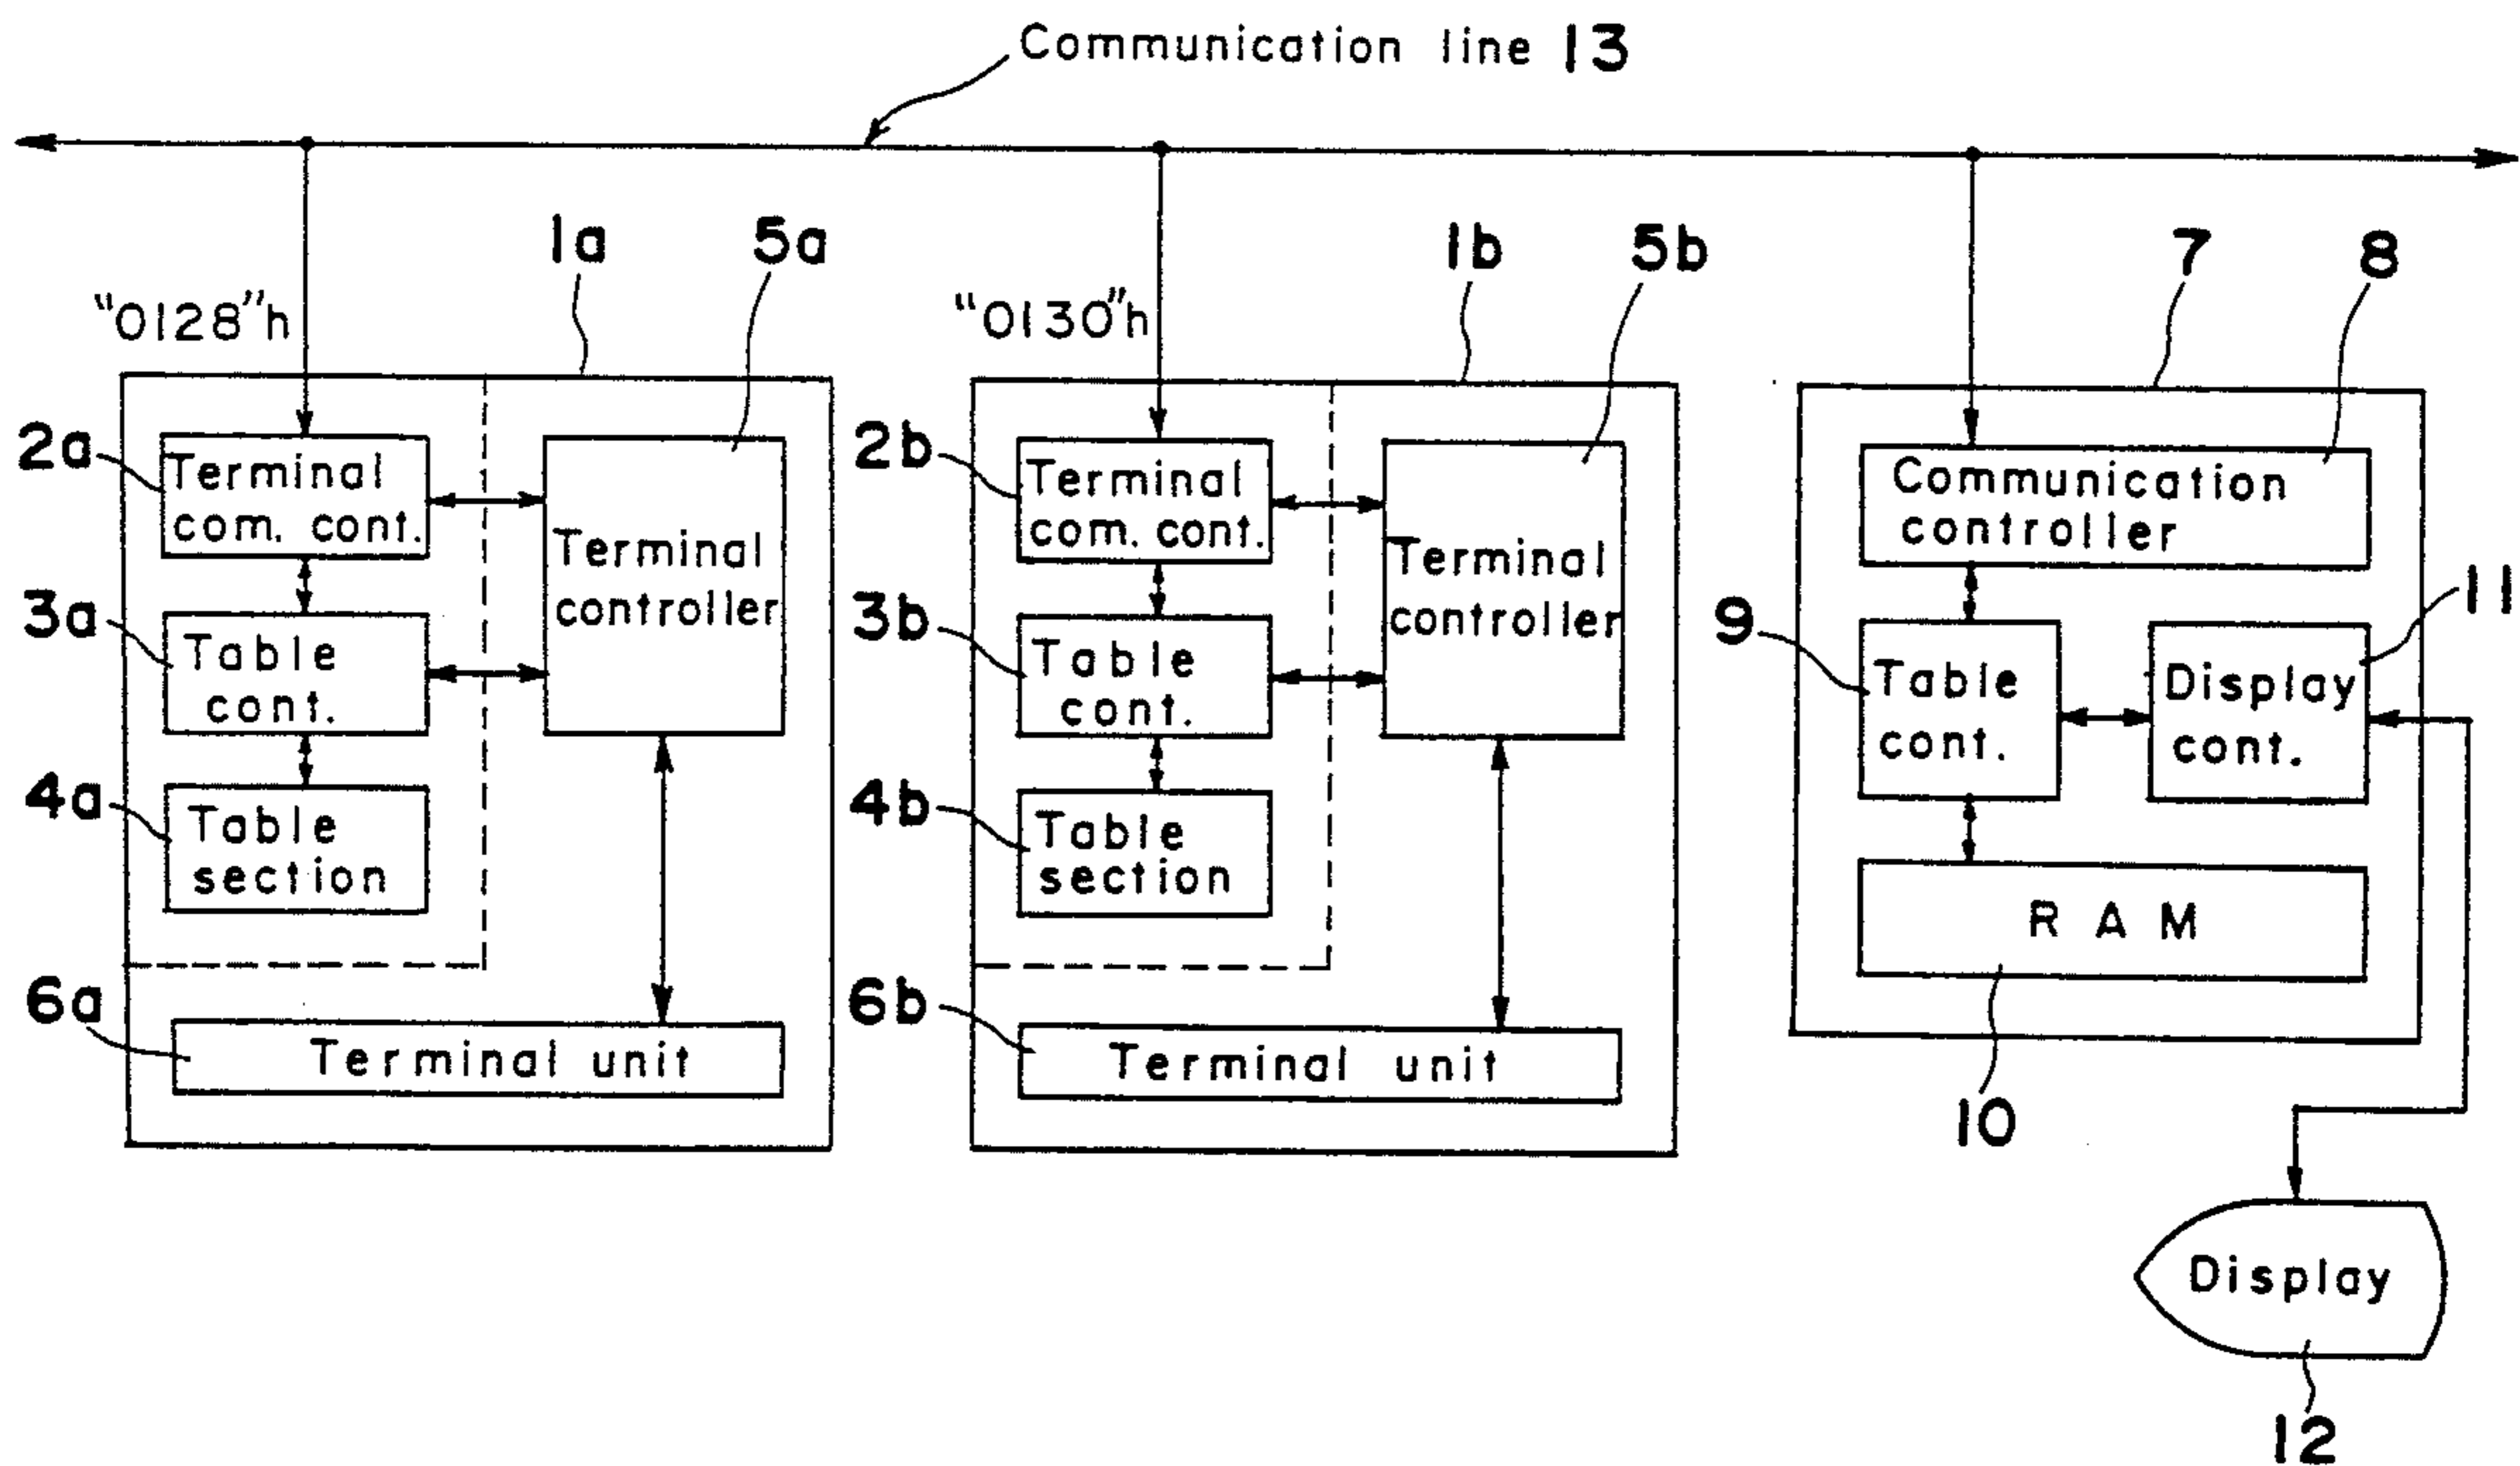 Communication line 13
1a
5a
1b
5b
7
8
“0128”h
“0130”h
2a
Terminal
com. cont.
Terminal
controller
3a
Table
cont.
4a
Table
section
6a
Terminal unit
2b
Terminal
com. cont.
Terminal
controller
3b
Table
cont.
4b
Table
section
6b
Terminal unit
Communication
controller
11
9
Table
cont.
Display
cont.
RAM
10
Display
12